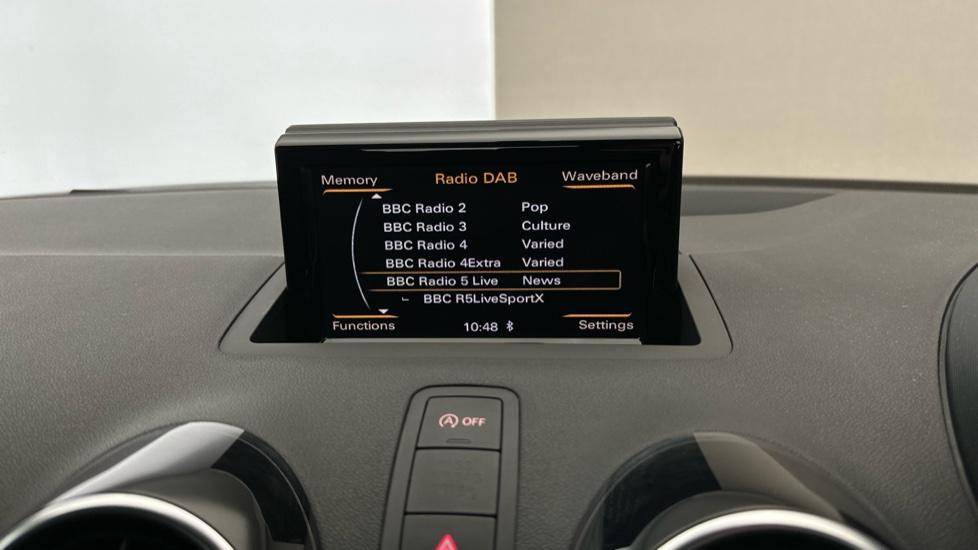 Memory Radio DAB Waveband
BBC Radio 2 Pop
BBC Radio 3 Culture
BBC Radio 4 Varied
BBC Radio 4Extra Varied
BBC Radio 5 Live News
BBC R5LiveSportX
Functions 10:48 Settings
A OFF